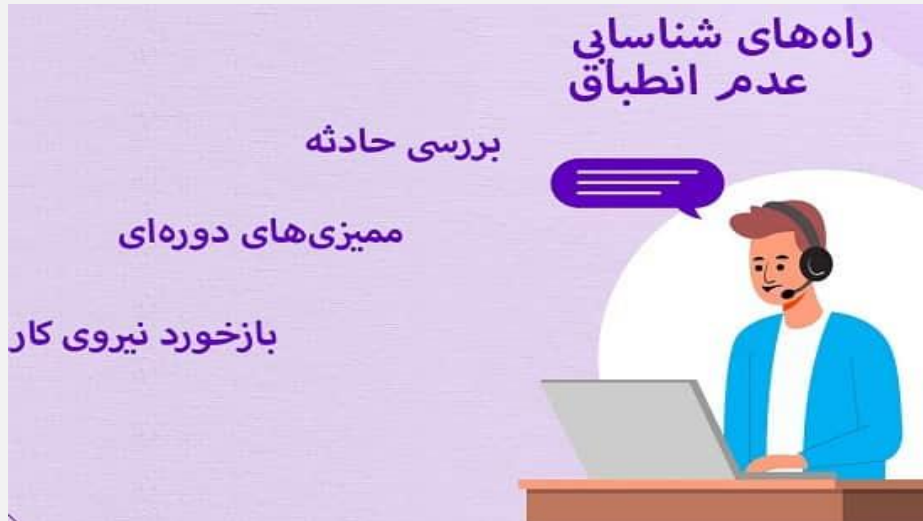 راه‌های شناسایی
عدم انطباق
بررسی حادثه
ممیزی‌های دوره‌ای
بازخورد نیروی کار